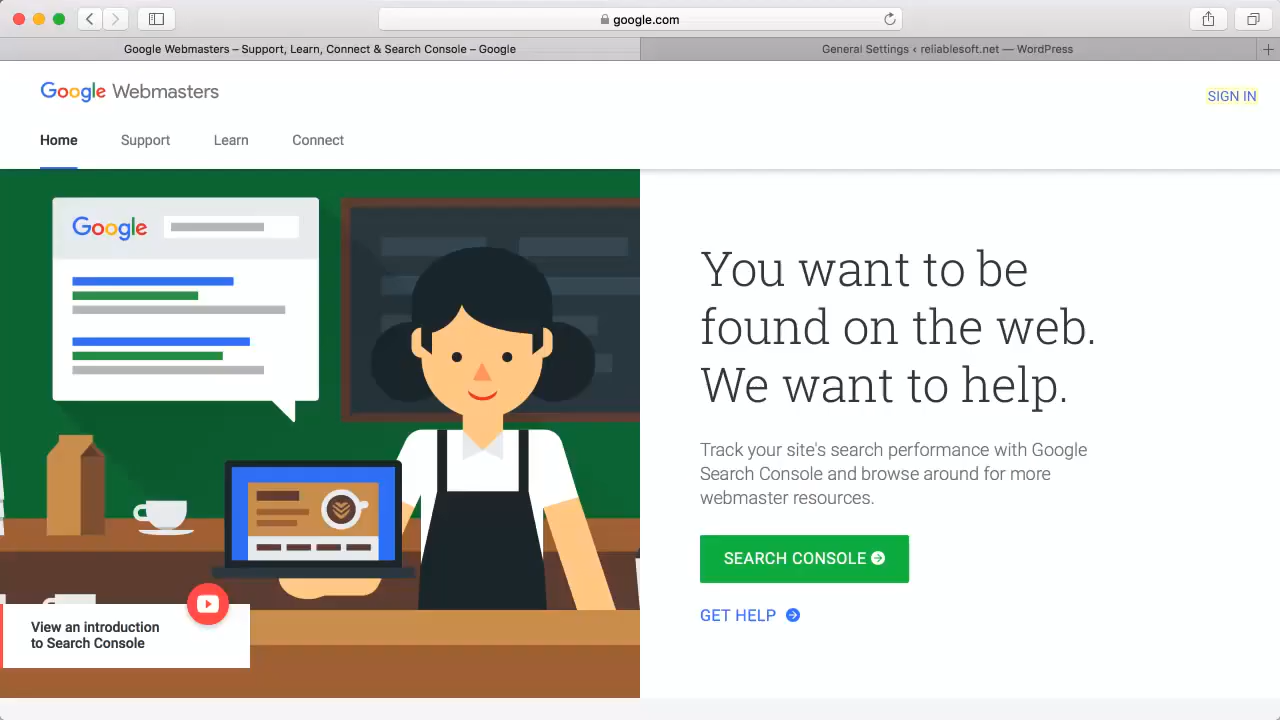 google.com
Google Webmasters – Support, Learn, Connect & Search Console – Google
General Settings ‹ reliablesoft.net — WordPress
Google Webmasters
SIGN IN
Home
Support
Learn
Connect
Google
You want to be
found on the web.
We want to help.
Track your site's search performance with Google
Search Console and browse around for more
webmaster resources.
SEARCH CONSOLE
GET HELP
View an introduction
to Search Console